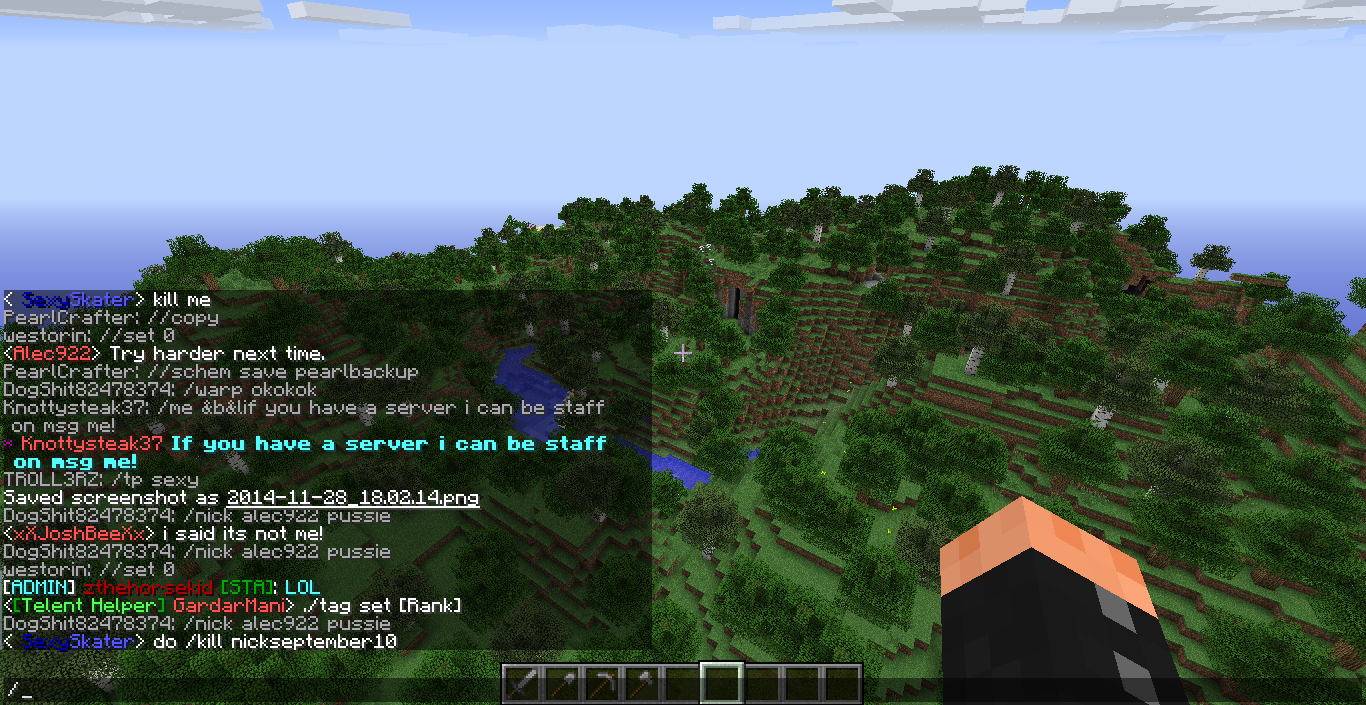 < SexySkater> kill me
PearlCrafter: //copy
westorin: //set 0
<Alec922> Try harder next time.
PearlCrafter: //schem save pearlbackup
DogShit82478374: /warp okokok
Knottysteak37: /me &b&lif you have a server i can be staff
on msg me!
* Knottysteak37 If you have a server i can be staff
on msg me!
TROLL3RZ: /tp sexy
Saved screenshot as 2014-11-28_18.02.14.png
DogShit82478374: /nick alec922 pussie
<xXJoshBeeXx> i said its not me!
DogShit82478374: /nick alec922 pussie
westorin: //set 0
[ADMIN] zthehorsekid [STA]: LOL
<[Telent Helper] GardarMani> ./tag set [Rank]
DogShit82478374: /nick alec922 pussie
< SexySkater> do /kill nickseptember10
/_